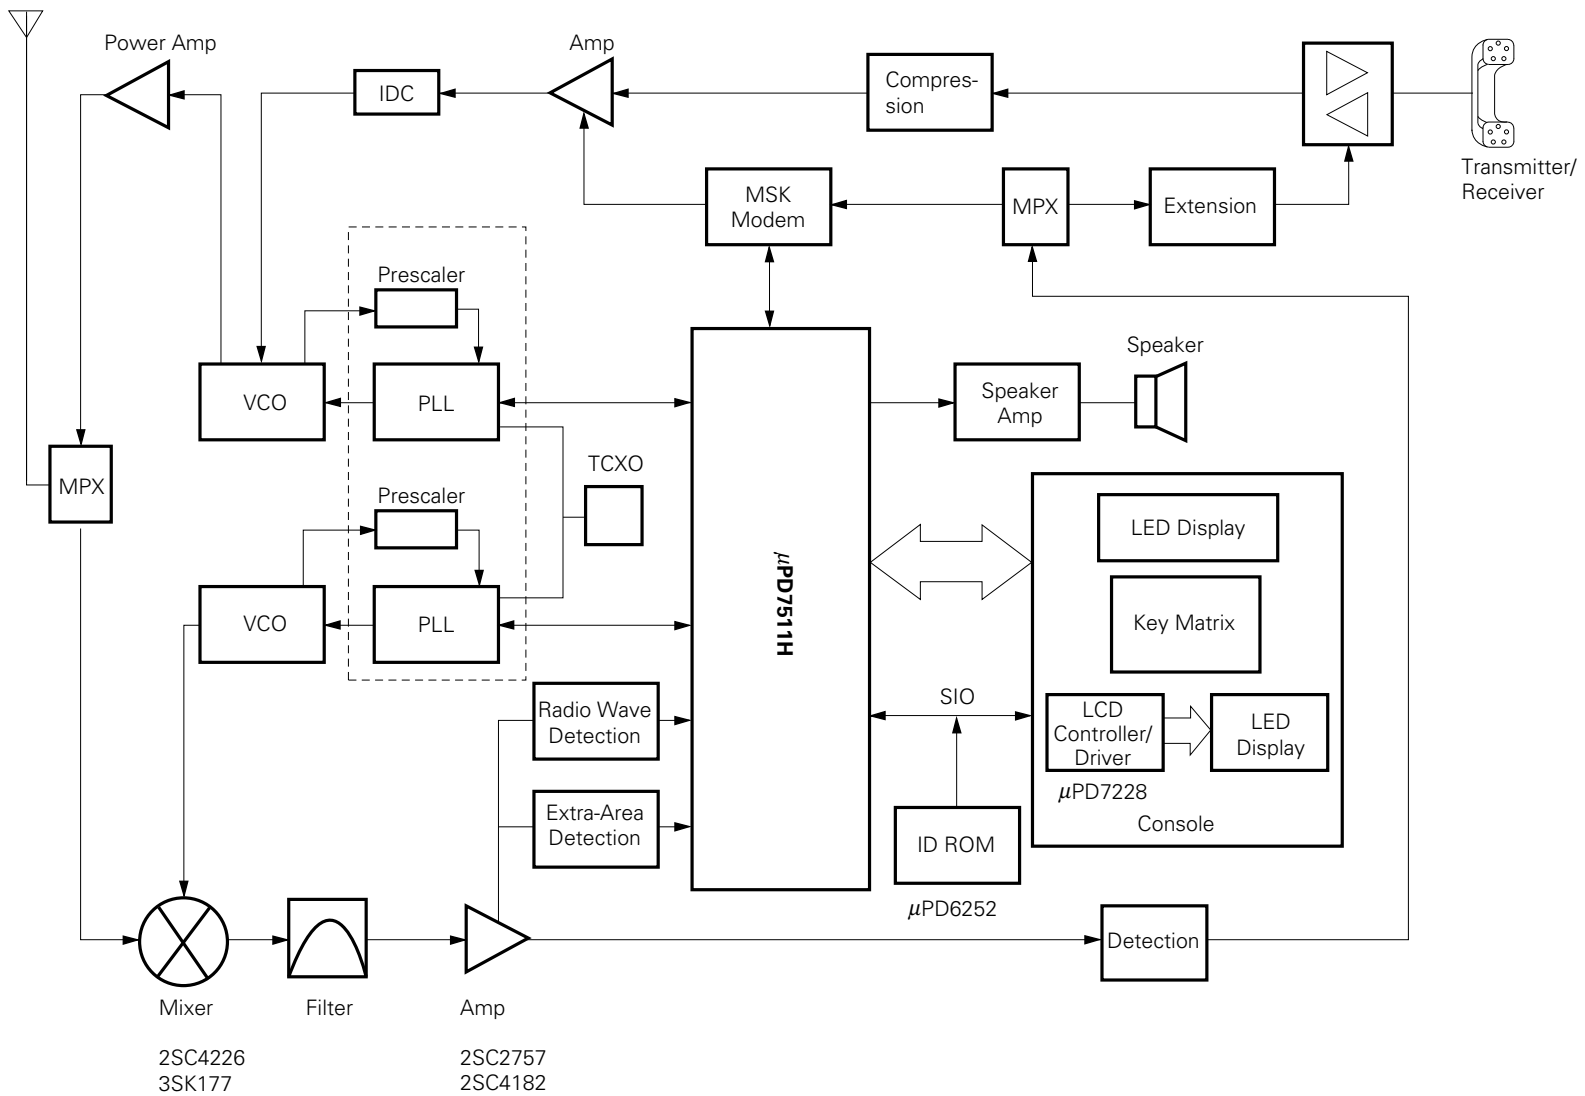 Power Amp
Amp
IDC
Compres-
sion
Transmitter/
Receiver
MSK
Modem
MPX
Extension
Prescaler
Speaker
VCO
PLL
Speaker
Amp
TCXO
MPX
Prescaler
LED Display
μPD7511H
VCO
PLL
Key Matrix
SIO
Radio Wave
Detection
LCD
Controller/
Driver
LED
Display
μPD7228
Extra-Area
Detection
Console
ID ROM
μPD6252
Detection
Mixer
Filter
Amp
2SC4226
3SK177
2SC2757
2SC4182